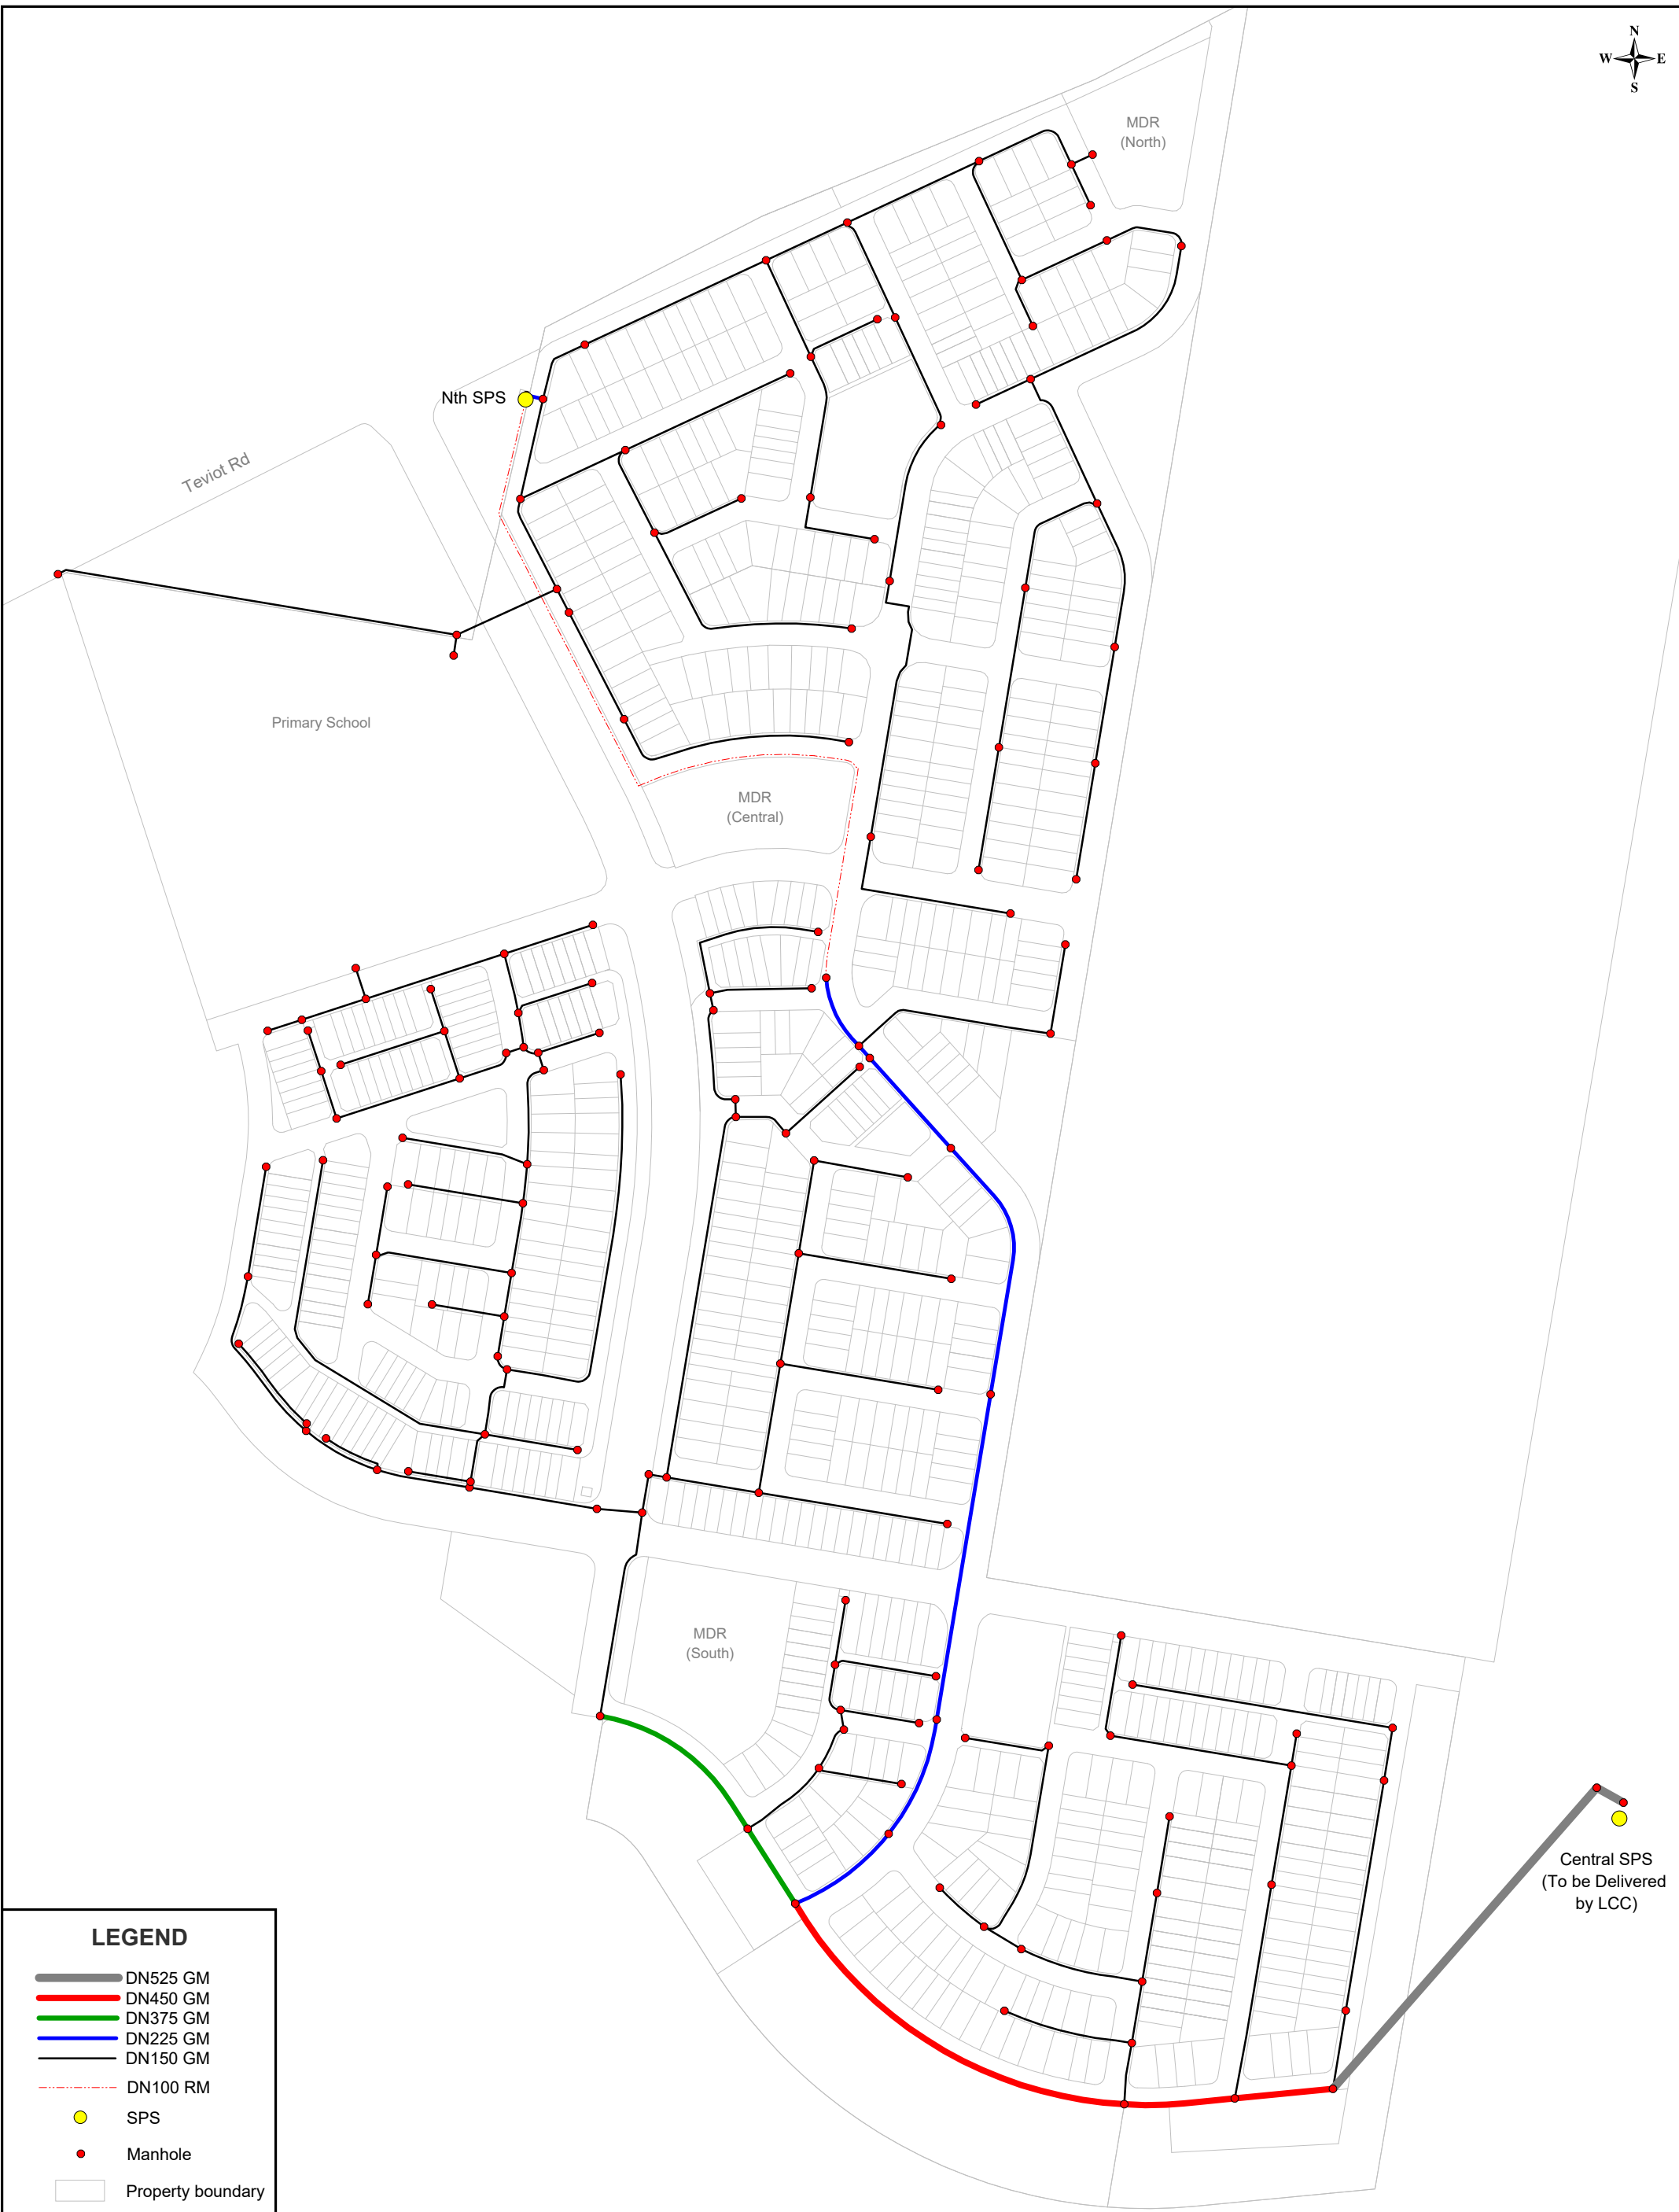 N
W E
S
MDR
(North)
Nth SPS
Teviot Rd
Primary School
MDR
(Central)
MDR
(South)
Central SPS
(To be Delivered
by LCC)
LEGEND
DN525 GM
DN450 GM
DN375 GM
DN225 GM
DN150 GM
DN100 RM
SPS
Manhole
Property boundary